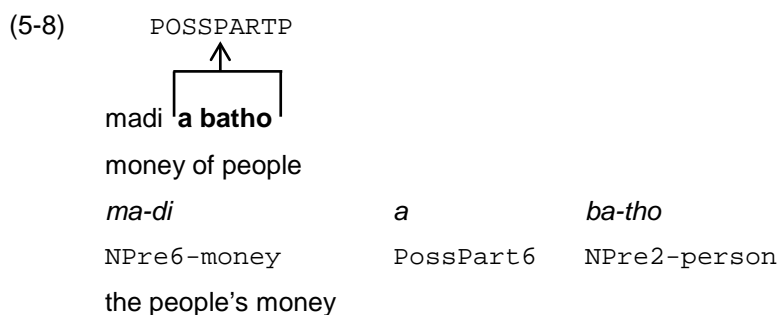 (5-8) POSSPARTP
madi a batho
money of people
ma-di a ba-tho
NPre6-money PossPart6 NPre2-person
the people's money